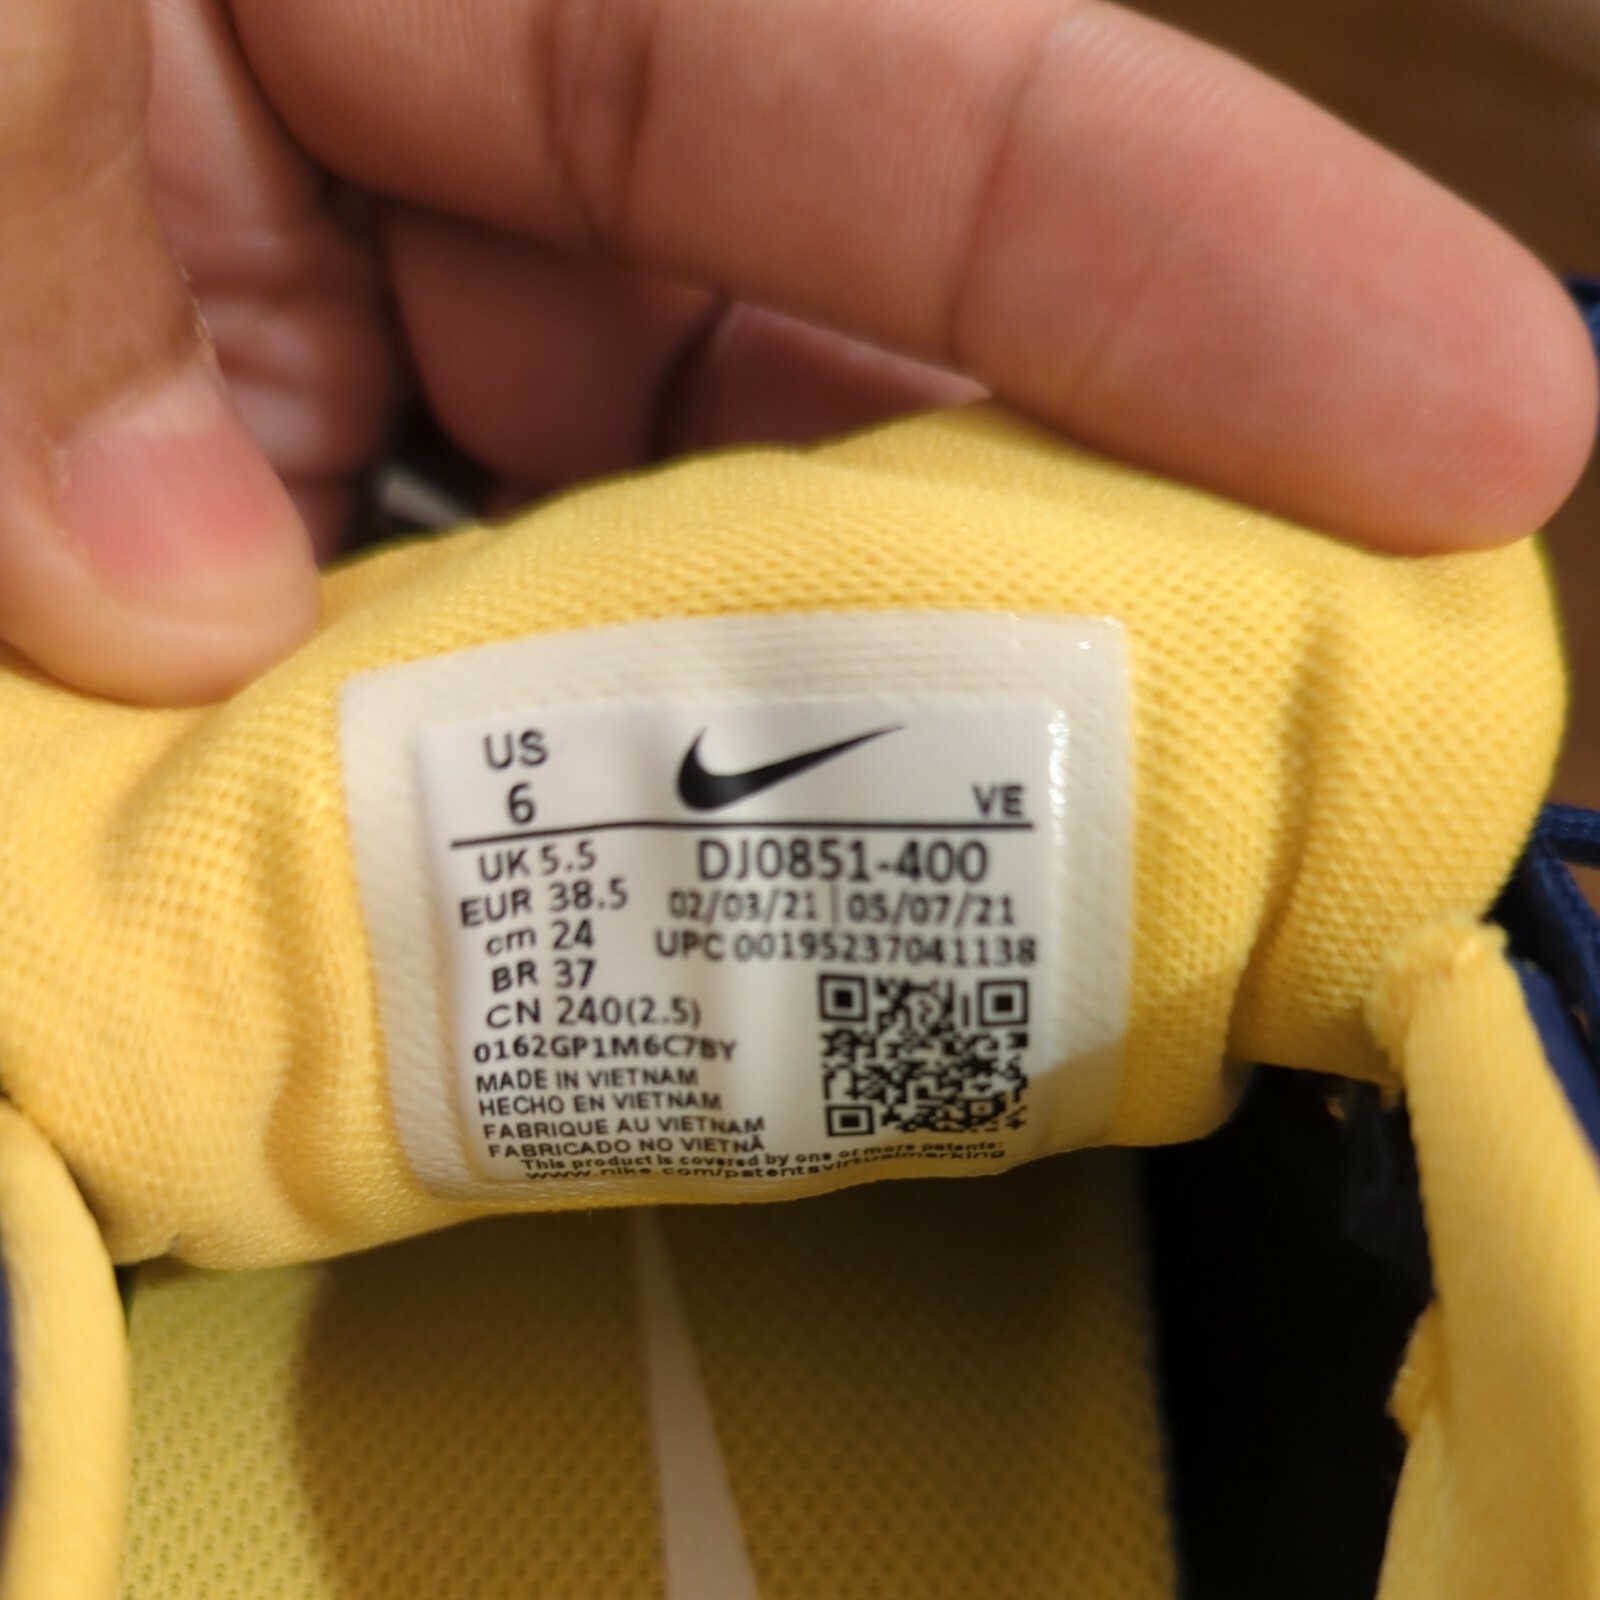 US
6
VE
UK 5.5
EUR 38.5
cm 24
BR 37
CN 240(2.5)
DJ0851-400
02/03/21 | 05/07/21
UPC 00195237041138
0162GP1M6C7BY
MADE IN VIETNAM
HECHO EN VIETNAM
FABRIQUE AU VIETNAM
FABRICADO NO VIETNÃ
This product is covered by one or more patents:
www.nike.com/patentsvirtualmarking